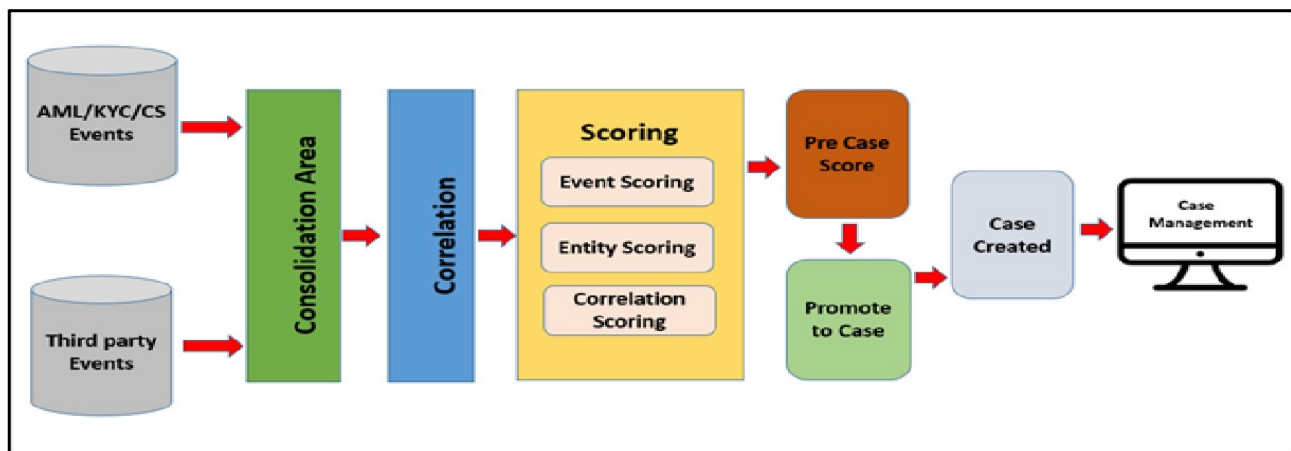 AML/KYC/CS
Events
Third party
Events
Consolidation Area
Correlation
Scoring
Event Scoring
Entity Scoring
Correlation
Scoring
Pre Case
Score
Promote
to Case
Case
Created
Case
Management